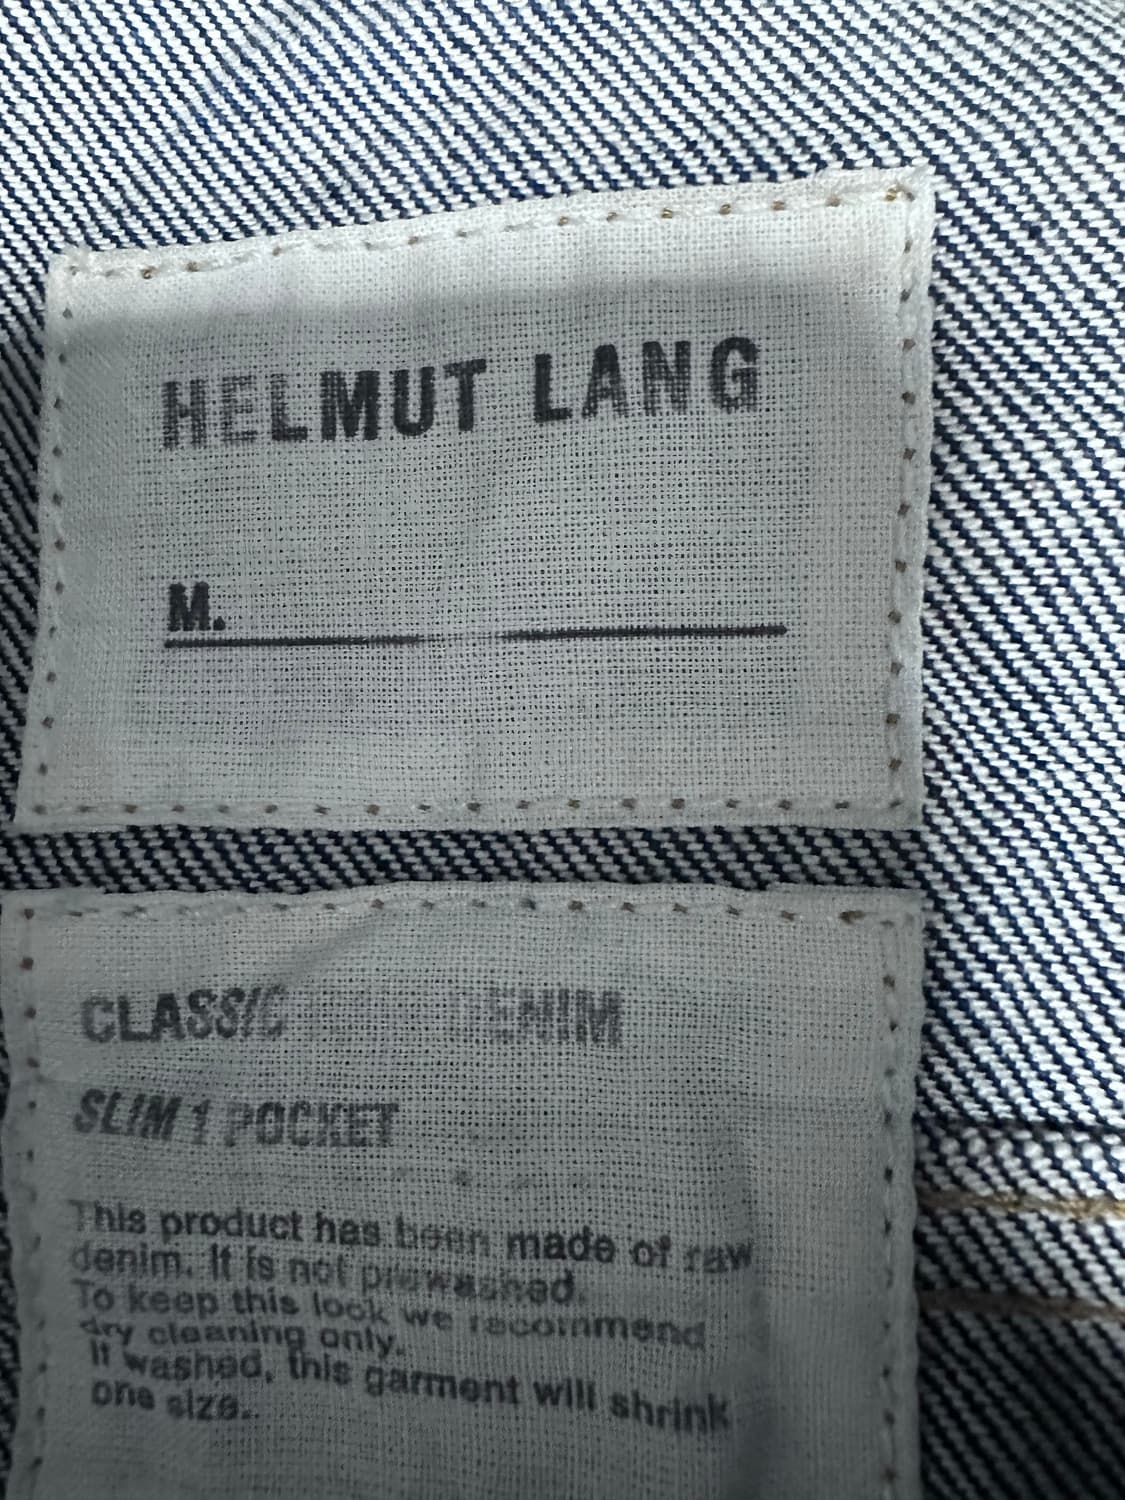 HELMUT LANG
M.
CLASSIC DENIM
SLIM 1 POCKET
This product has been made of raw
denim. It is not prewashed.
To keep this look we recommend
dry cleaning only.
If washed, this garment will shrink
one size.